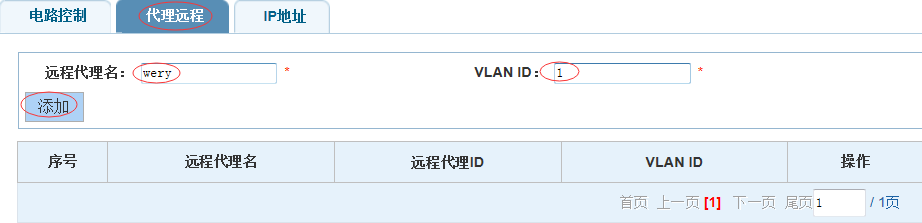 电路控制 代理远程 IP地址
远程代理名： wery * VLAN ID： 1 *
添加
序号 远程代理名 远程代理ID VLAN ID 操作
首页 上一页 [1] 下一页 尾页 1 / 1页